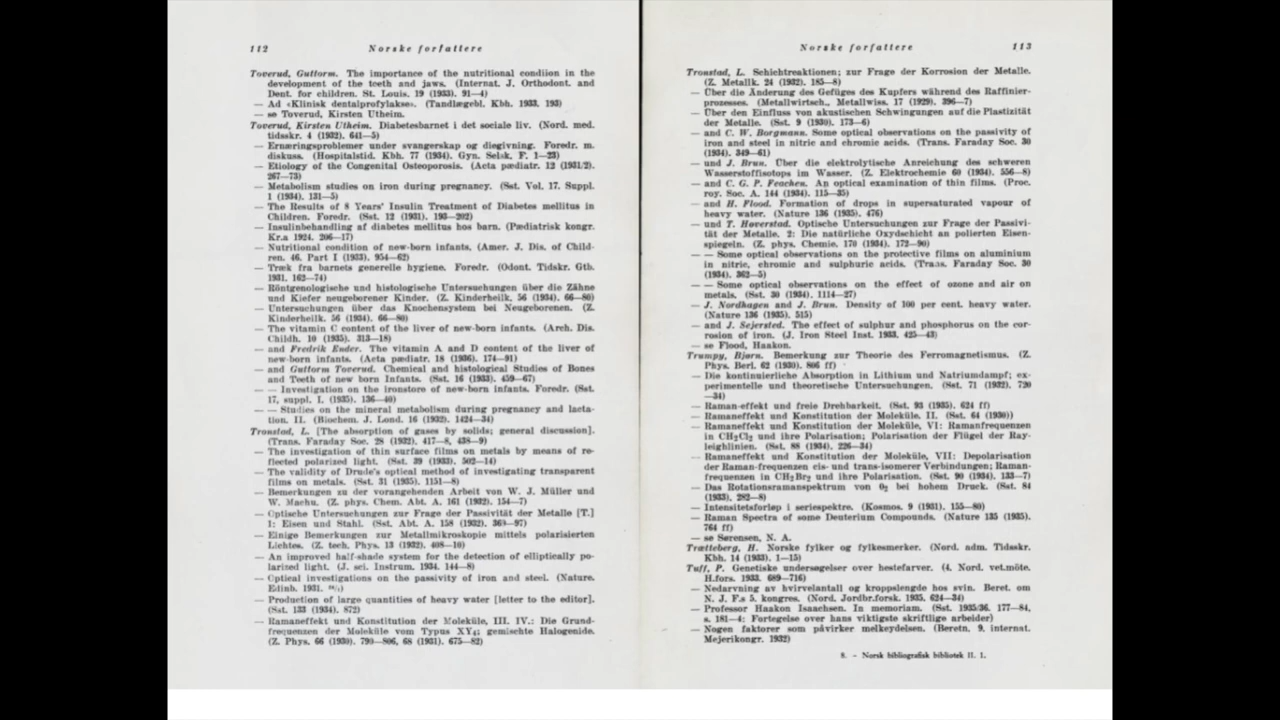 112 Norske forfattere
Toverud, Guttorm. The importance of the nutritional condiion in the
development of the teeth and jaws. (Internat. J. Orthodont. and
Dent. for children. St. Louis. 19 (1933). 91—4)
— Ad «Klinisk dentalprofylakse». (Tandlægebl. Kbh. 1933. 193)
— se Toverud, Kirsten Utheim.
Toverud, Kirsten Utheim. Diabetesbarnet i det sociale liv. (Nord. med.
tidsskr. 4 (1932). 641—5)
— Ernæringsproblemer under svangerskap og diegivning. Foredr. m.
diskuss. (Hospitalstid. Kbh. 77 (1934). Gyn. Selsk. F. 1—23)
— Etiology of the Congenital Osteoporosis. (Acta pædiatr. 12 (1931/2).
267—73)
— Metabolism studies on iron during pregnancy. (Sst. Vol. 17. Suppl.
1 (1934). 131—5)
— The Results of 8 Years' Insulin Treatment of Diabetes mellitus in
Children. Foredr. (Sst. 12 (1931). 193—202)
— Insulinbehandling af diabetes mellitus hos barn. (Pædiatrisk kongr.
Kr.a 1924. 206—17)
— Nutritional condition of new-born infants. (Amer. J. Dis. of Child-
ren. 46. Part I (1933). 954—62)
— Træk fra barnets generelle hygiene. Foredr. (Odont. Tidskr. Gtb.
1931. 162—74)
— Röntgenologische und histologische Untersuchungen über die Zähne
und Kiefer neugeborener Kinder. (Z. Kinderheilk. 56 (1934). 66—80)
— Untersuchungen über das Knochensystem bei Neugeborenen. (Z.
Kinderheilk. 56 (1934). 66—80)
— The vitamin C content of the liver of new-born infants. (Arch. Dis.
Childh. 10 (1935). 313—18)
— and Fredrik Ender. The vitamin A and D content of the liver of
new-born infants. (Acta pædiatr. 18 (1936). 174—91)
— and Guttorm Toverud. Chemical and histological Studies of Bones
and Teeth of new born Infants. (Sst. 16 (1933). 459—67)
— — Investigation on the ironstore of new-born infants. Foredr. (Sst.
17, suppl. I. (1935). 136—40)
— — Studies on the mineral metabolism during pregnancy and lacta-
tion. II. (Biochem. J. Lond. 16 (1932). 1424—34)
Tronstad, L. [The absorption of gases by solids; general discussion].
(Trans. Faraday Soc. 28 (1932). 417—8, 438—9)
— The investigation of thin surface films on metals by means of re-
flected polarized light. (Sst. 39 (1933). 502—14)
— The validity of Drude's optical method of investigating transparent
films on metals. (Sst. 31 (1935). 1151—8)
— Bemerkungen zu der vorangehenden Arbeit von W. J. Müller und
W. Machu. (Z. phys. Chem. Abt. A. 161 (1932). 154—7)
— Optische Untersuchungen zur Frage der Passivität der Metalle [T.]
1: Eisen und Stahl. (Sst. Abt. A. 158 (1932). 369—97)
— Einige Bemerkungen zur Metallmikroskopie mittels polarisierten
Lichtes. (Z. tech. Phys. 13 (1932). 408—10)
— An improved half-shade system for the detection of elliptically po-
larized light. (J. sci. Instrum. 1934. 144—8)
— Optical investigations on the passivity of iron and steel. (Nature.
Edinb. 1931.
— Production of large quantities of heavy water [letter to the editor].
(Sst. 133 (1934). 872)
— Ramaneffekt und Konstitution der Moleküle, III. IV.: Die Grund-
frequenzen der Moleküle vom Typus XY₄; gemischte Halogenide.
(Z. Phys. 66 (1930). 790—806, 68 (1931). 675—82)
Norske forfattere 113
Tronstad, L. Schichtreaktionen; zur Frage der Korrosion der Metalle.
(Z. Metallk. 24 (1932). 185—8)
— Über die Änderung des Gefüges des Kupfers während des Raffinier-
prozesses. (Metallwirtsch., Metallwiss. 17 (1929). 396—7)
— Über den Einfluss von akustischen Schwingungen auf die Plastizität
der Metalle. (Sst. 9 (1930). 173—6)
— and C. W. Borgmann. Some optical observations on the passivity of
iron and steel in nitric and chromic acids. (Trans. Faraday Soc. 30
(1934). 349—61)
— und J. Brun. Über die elektrolytische Anreichung des schweren
Wasserstoffisotops im Wasser. (Z. Elektrochemie 60 (1934). 556—8)
— and C. G. P. Feachen. An optical examination of thin films. (Proc.
roy. Soc. A. 144 (1934). 115—35)
— and H. Flood. Formation of drops in supersaturated vapour of
heavy water. (Nature 136 (1935). 476)
— und T. Høverstad. Optische Untersuchungen zur Frage der Passivi-
tät der Metalle. 2: Die natürliche Oxydschicht an polierten Eisen-
spiegeln. (Z. phys. Chemie. 170 (1934). 172—90)
— — Some optical observations on the protective films on aluminium
in nitric, chromic and sulphuric acids. (Trans. Faraday Soc. 30
(1934). 362—5)
— — Some optical observations on the effect of ozone and air on
metals. (Sst. 30 (1934). 1114—27)
— J. Nordhagen and J. Brun. Density of 100 per cent. heavy water.
(Nature 136 (1935). 515)
— and J. Sejersted. The effect of sulphur and phosphorus on the cor-
rosion of iron. (J. Iron Steel Inst. 1933. 425—43)
— se Flood, Haakon.
Trumpy, Bjørn. Bemerkung zur Theorie des Ferromagnetismus. (Z.
Phys. Berl. 62 (1930). 806 ff)
— Die kontinuierliche Absorption in Lithium und Natriumdampf; ex-
perimentelle und theoretische Untersuchungen. (Sst. 71 (1932). 720
—34)
— Raman-effekt und freie Drehbarkeit. (Sst. 93 (1935). 624 ff)
— Ramaneffekt und Konstitution der Moleküle. II. (Sst. 64 (1930))
— Ramaneffekt und Konstitution der Moleküle, VI: Ramanfrequenzen
in CH₂Cl₂ und ihre Polarisation; Polarisation der Flügel der Ray-
leighlinien. (Sst. 88 (1934). 226—34)
— Ramaneffekt und Konstitution der Moleküle, VII: Depolarisation
der Raman-frequenzen cis- und trans-isomerer Verbindungen; Raman-
frequenzen in CH₂Br₂ und ihre Polarisation. (Sst. 90 (1934). 133—7)
— Das Rotationsramanspektrum von 0₂ bei hohem Druck. (Sst. 84
(1933). 282—8)
— Intensitetsforløp i seriespektre. (Kosmos. 9 (1931). 155—80)
— Raman Spectra of some Deuterium Compounds. (Nature 135 (1935).
764 ff)
— se Sørensen, N. A.
Trætteberg, H. Norske fylker og fylkesmerker. (Nord. adm. Tidsskr.
Kbh. 14 (1933). 1—15)
Tuff, P. Genetiske undersøgelser over hestefarver. (4. Nord. vet.möte.
H.fors. 1933. 689—716)
— Nedarvning av hvirvelantall og kroppslengde hos svin. Beret. om
N. J. F.s 5. kongres. (Nord. Jordbr.forsk. 1935. 624—34)
— Professor Haakon Isaachsen. In memoriam. (Sst. 1935/36. 177—84,
s. 181—4: Fortegelse over hans viktigste skriftlige arbeider)
— Nogen faktorer som påvirker melkeydelsen. (Beretn. 9. internat.
Mejerikongr. 1932)
8. – Norsk bibliografisk bibliotek II. 1.